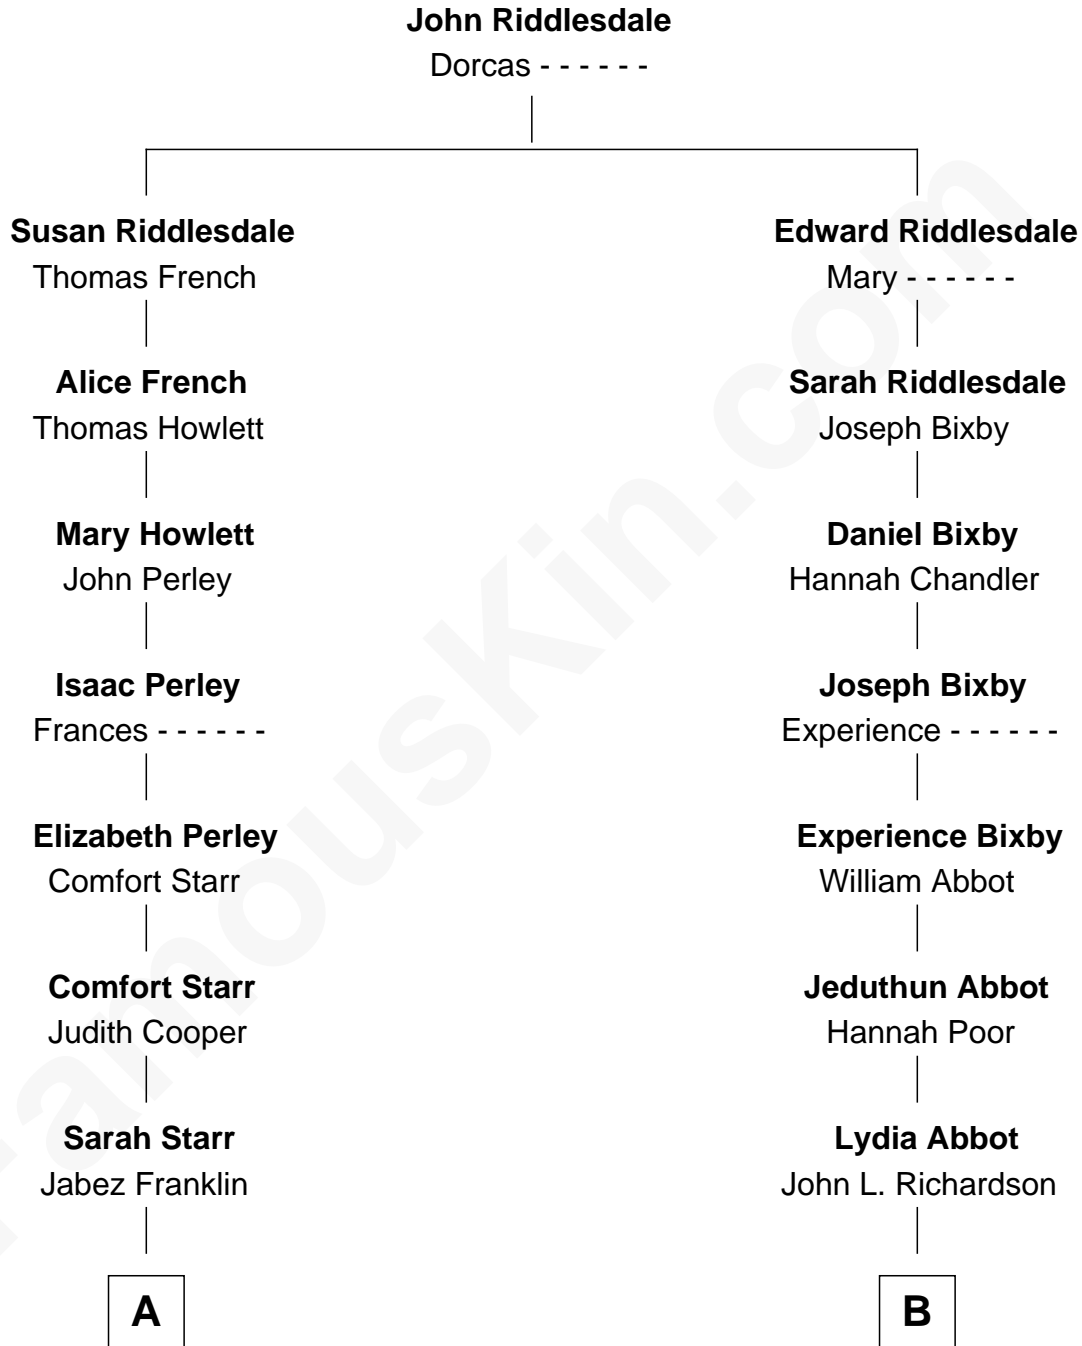 John Riddlesdale
Dorcas - - - - - -
Susan Riddlesdale
Thomas French
Edward Riddlesdale
Mary - - - - - -
Alice French
Thomas Howlett
Sarah Riddlesdale
Joseph Bixby
Mary Howlett
John Perley
Daniel Bixby
Hannah Chandler
Isaac Perley
Frances - - - - - -
Joseph Bixby
Experience - - - - - -
Elizabeth Perley
Comfort Starr
Experience Bixby
William Abbot
Comfort Starr
Judith Cooper
Jeduthun Abbot
Hannah Poor
Sarah Starr
Jabez Franklin
Lydia Abbot
John L. Richardson
A
B
FamousKin.com